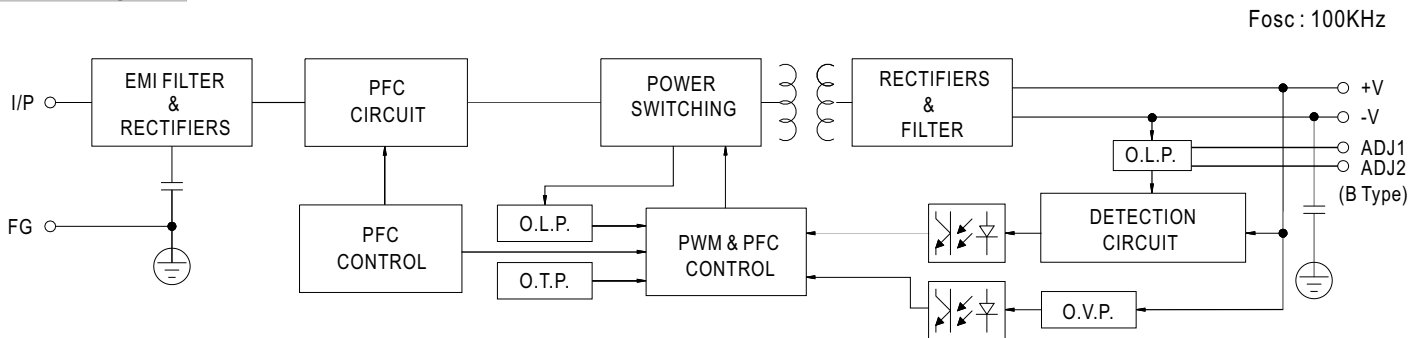 Fosc : 100KHz
EMI FILTER
&
RECTIFIERS
PFC
CIRCUIT
POWER
SWITCHING
RECTIFIERS
&
FILTER
I/P
+V
-V
O.L.P.
ADJ1
ADJ2
(B Type)
FG
PFC
CONTROL
O.L.P.
O.T.P.
PWM & PFC
CONTROL
DETECTION
CIRCUIT
O.V.P.